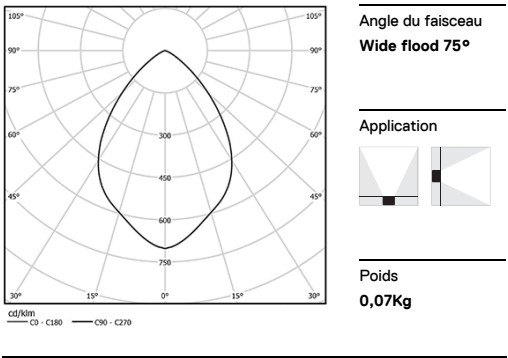 105° 105°
90° 90°
75° 75°
60° 60°
300
45° 450 45°
600
750
30° 15° 0° 15° 30°
cd/klm
C0 - C180 C90 - C270
Angle du faisceau
Wide flood 75°
Application
Poids
0,07Kg